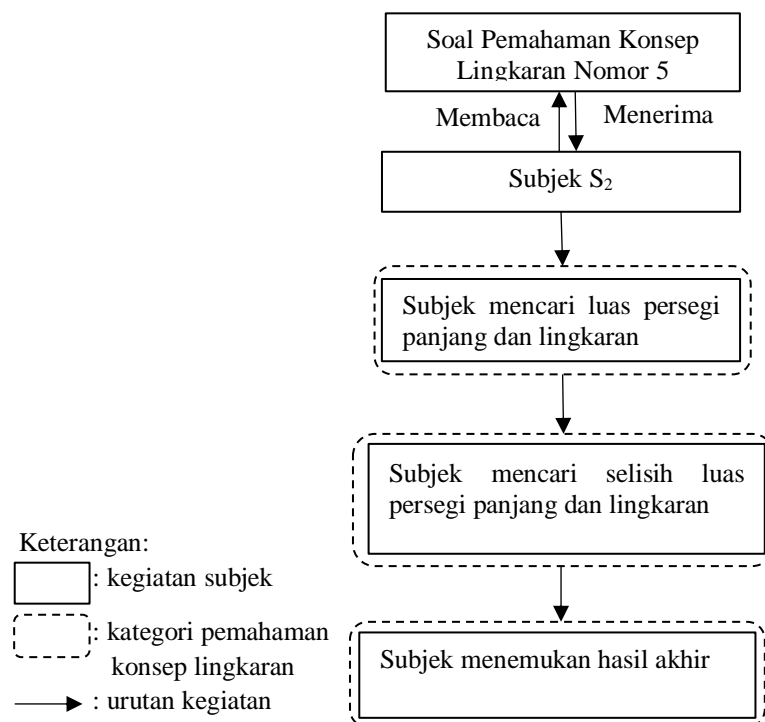 Soal Pemahaman Konsep
Lingkaran Nomor 5
Membaca
Menerima
Subjek S₂
Subjek mencari luas persegi
panjang dan lingkaran
Subjek mencari selisih luas
persegi panjang dan lingkaran
Subjek menemukan hasil akhir
Keterangan:
: kegiatan subjek
: kategori pemahaman
konsep lingkaran
: urutan kegiatan